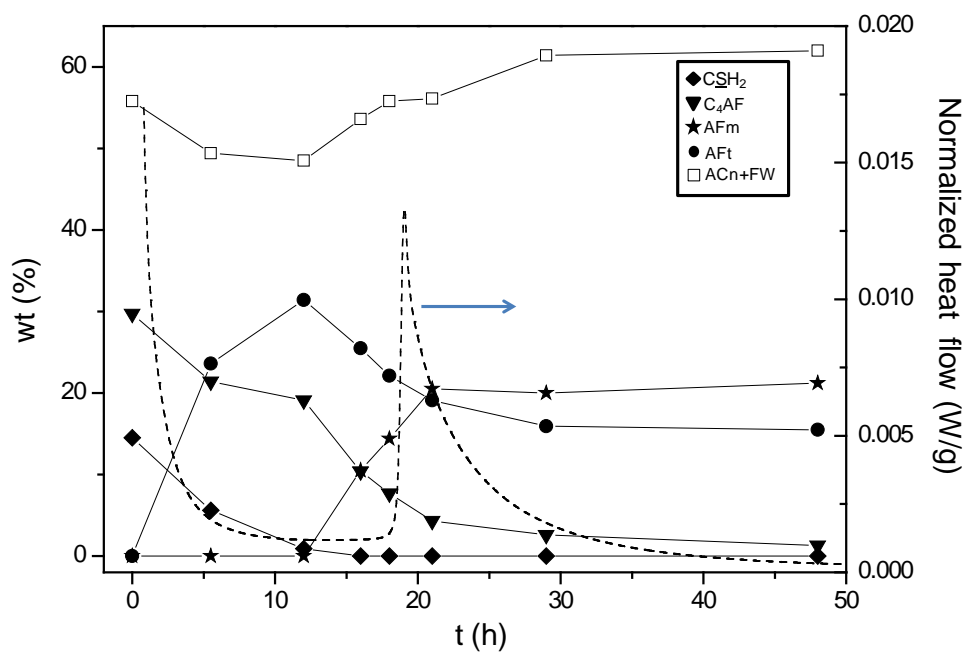 0.020
60
CSH₂
C₄AF
AFm
AFt
ACn+FW
0.015
40
0.010
20
0.005
0
0.000
0 10 20 30 40 50
t (h)
wt (%)
Normalized heat flow (W/g)